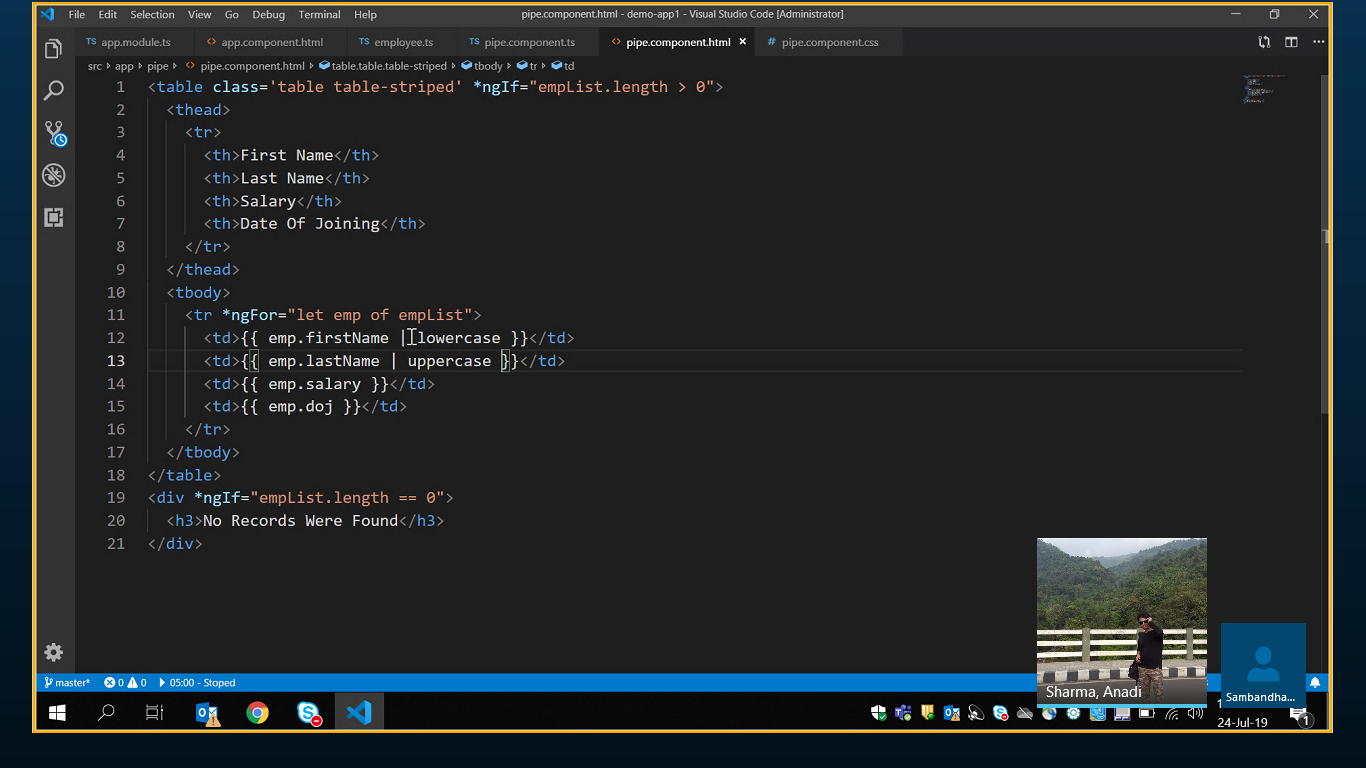 File Edit Selection View Go Debug Terminal Help pipe.component.html - demo-app1 - Visual Studio Code [Administrator]
TS app.module.ts <> app.component.html TS employee.ts TS pipe.component.ts <> pipe.component.html × # pipe.component.css
src › app › pipe › <> pipe.component.html › table.table.table-striped › tbody › tr › td
1 <table class='table table-striped' *ngIf="empList.length > 0">
2 <thead>
3 <tr>
4 <th>First Name</th>
5 <th>Last Name</th>
6 <th>Salary</th>
7 <th>Date Of Joining</th>
8 </tr>
9 </thead>
10 <tbody>
11 <tr *ngFor="let emp of empList">
12 <td>{{ emp.firstName | lowercase }}</td>
13 <td>{{ emp.lastName | uppercase }}</td>
14 <td>{{ emp.salary }}</td>
15 <td>{{ emp.doj }}</td>
16 </tr>
17 </tbody>
18 </table>
19 <div *ngIf="empList.length == 0">
20 <h3>No Records Were Found</h3>
21 </div>
Sharma, Anadi
Sambandha...
master* 0 0 05:00 - Stoped
24-Jul-19
1